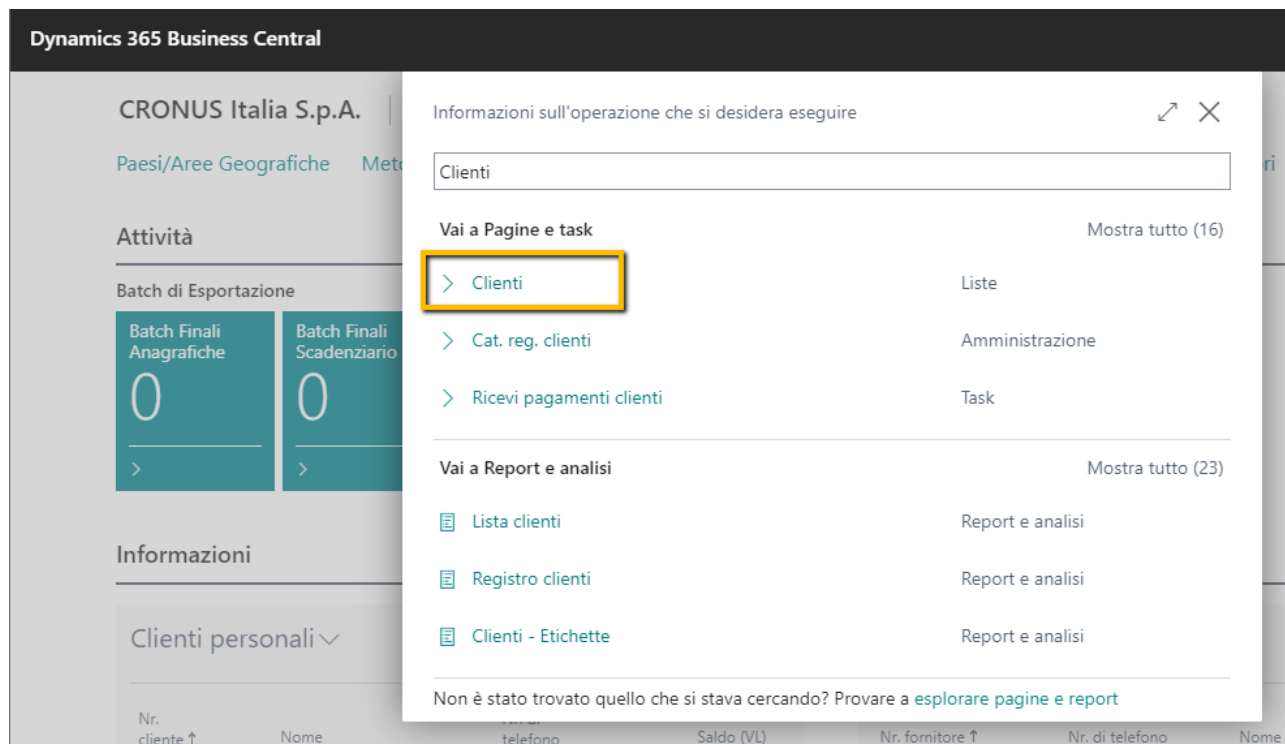 Dynamics 365 Business Central
CRONUS Italia S.p.A.
Paesi/Aree Geografiche
Informazioni sull'operazione che si desidera eseguire
Clienti
Attività
Batch di Esportazione
Batch Finali Anagrafiche
0
Batch Finali Scadenziario
0
Vai a Pagine e task Mostra tutto (16)
Clienti Liste
Cat. reg. clienti Amministrazione
Ricevi pagamenti clienti Task
Vai a Report e analisi Mostra tutto (23)
Lista clienti Report e analisi
Registro clienti Report e analisi
Clienti - Etichette Report e analisi
Non è stato trovato quello che si stava cercando? Provare a esplorare pagine e report
Informazioni
Clienti personali
Nr. cliente ↑ Nome telefono Saldo (VL) Nr. fornitore ↑ Nr. di telefono Nome